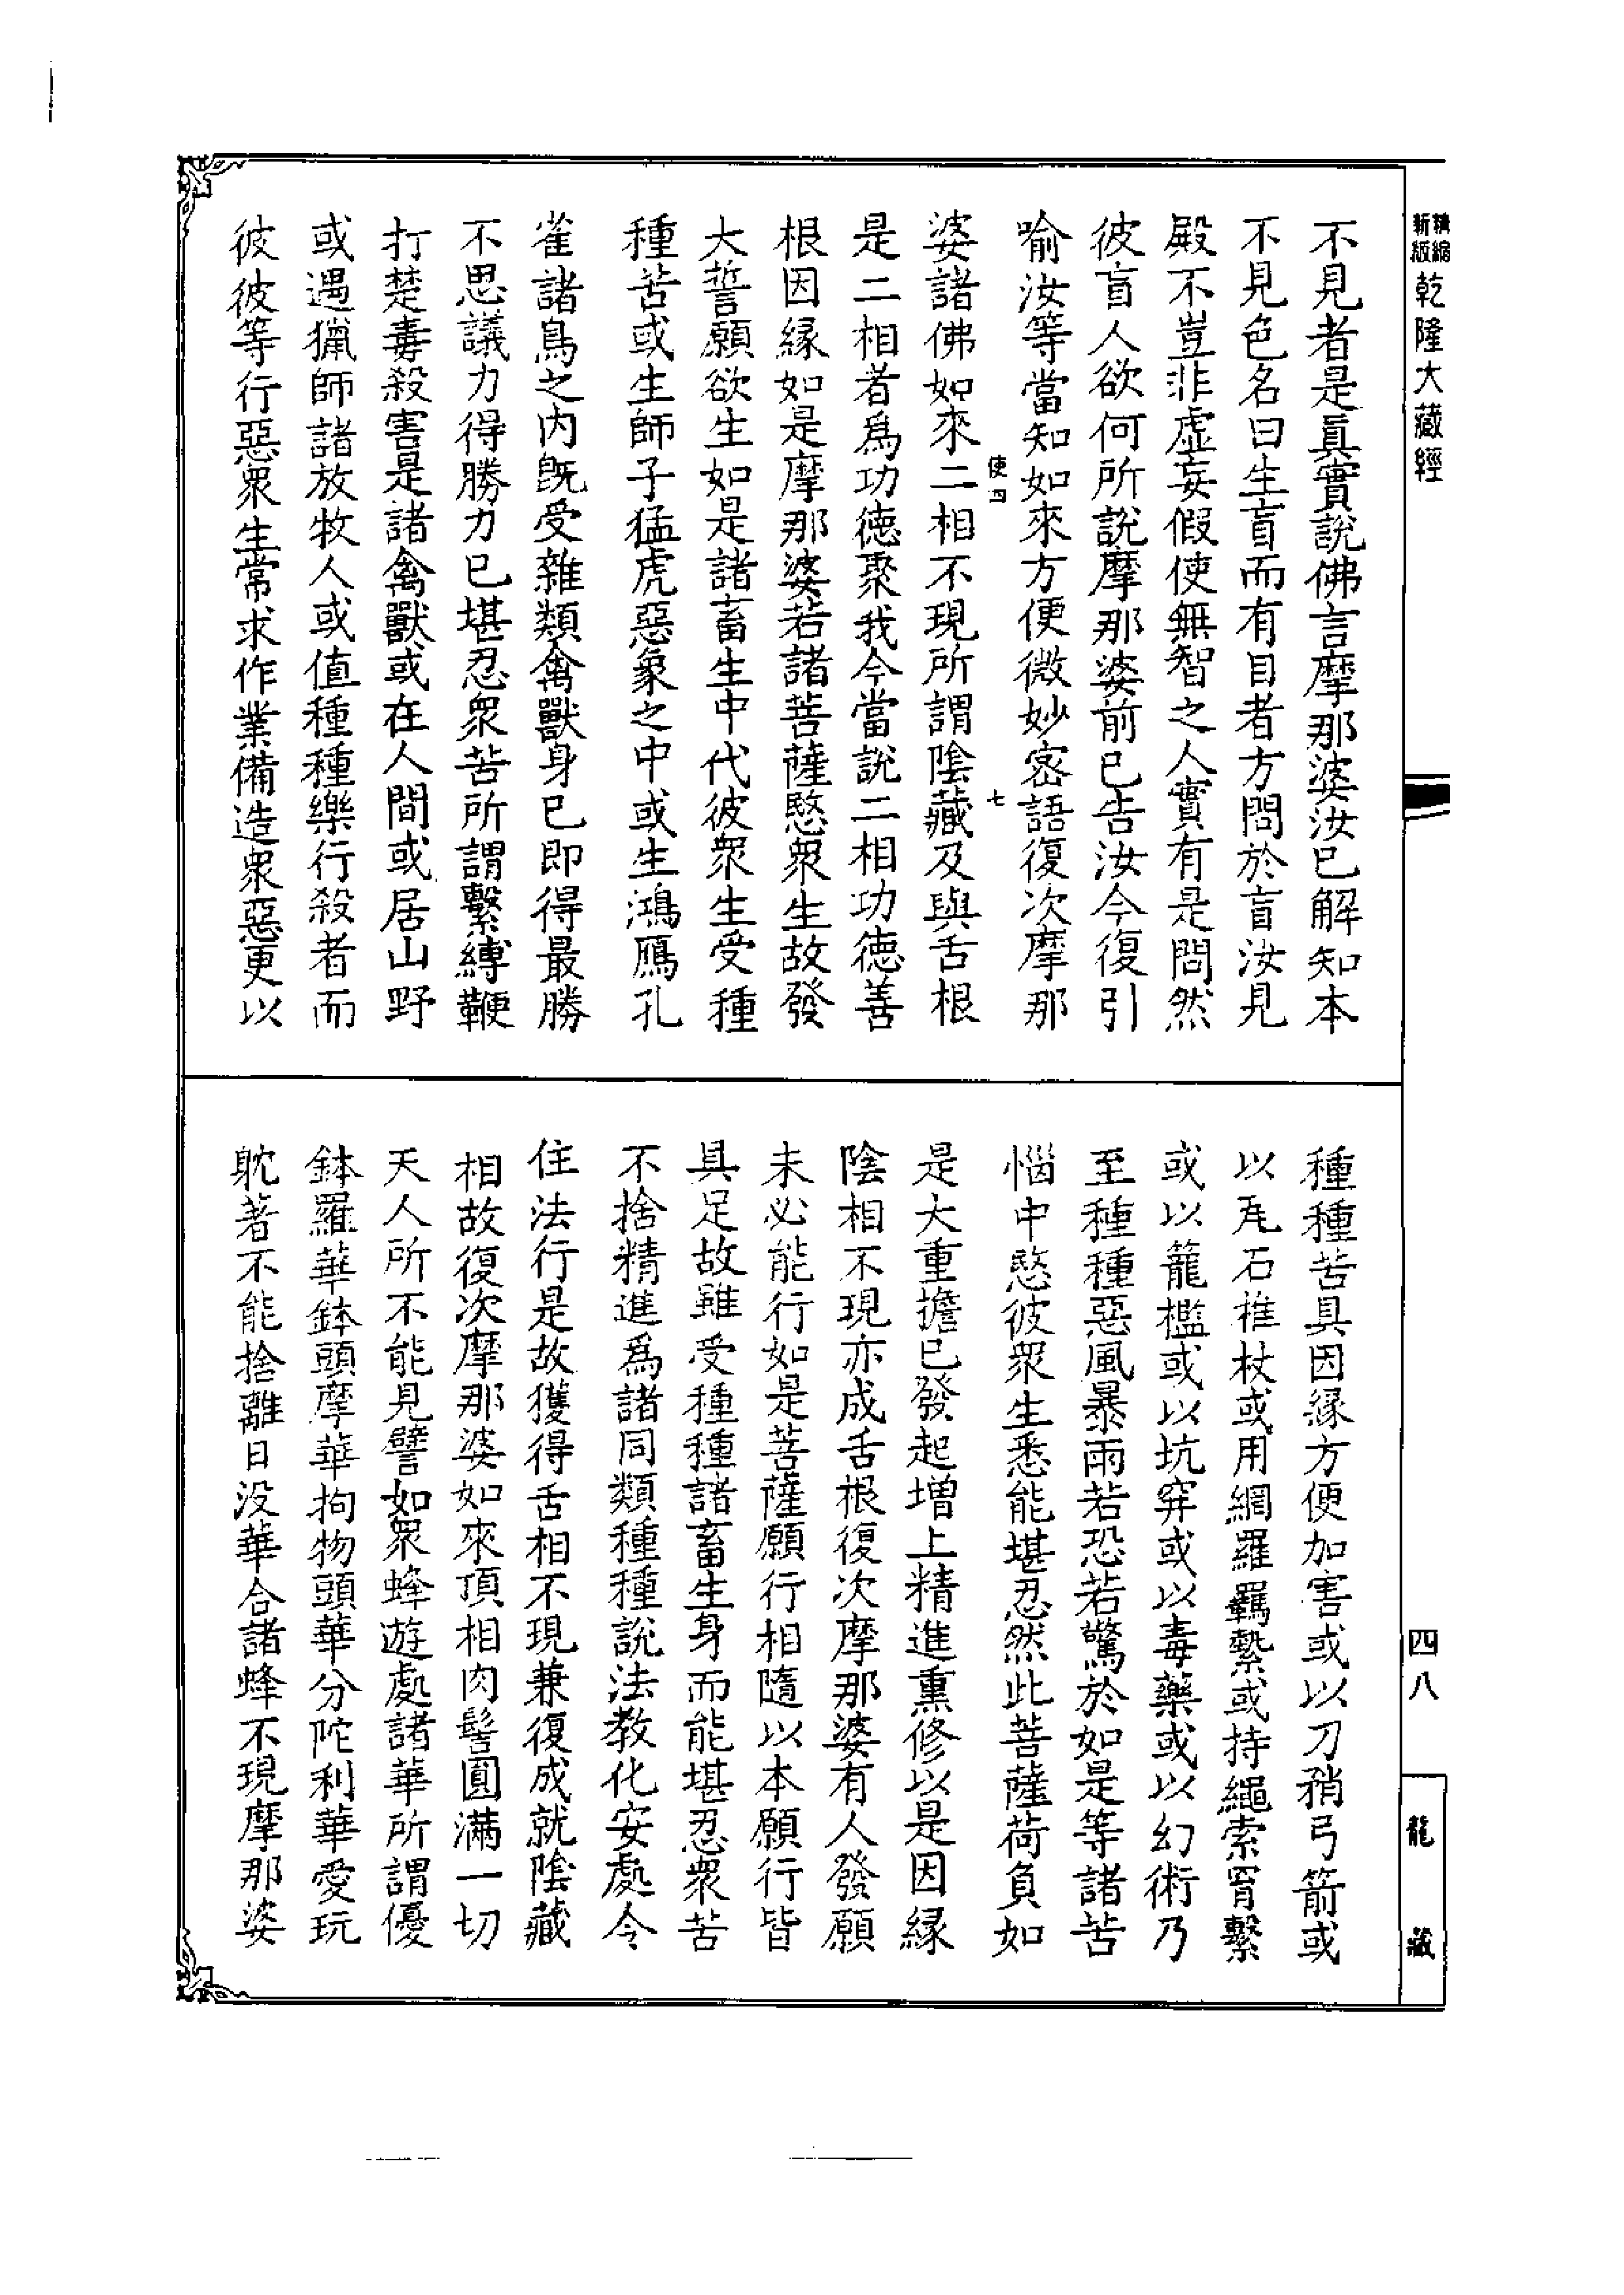 精縮新版乾隆大藏經
四八
龍藏
不見者是真實說佛言摩那婆汝已解知本
不見色名曰生盲而有目者方問於盲汝見
殿不豈非虛妄假使無智之人實有是問然
彼盲人欲何所說摩那婆前已告汝今復引
喻汝等當知如來方便微妙密語復次摩那
使四 七
婆諸佛如來二相不現所謂陰藏及與舌根
是二相者為功德聚我今當說二相功德善
根因緣如是摩那婆若諸菩薩愍衆生故發
大誓願欲生如是諸畜生中代彼衆生受種
種苦或生師子猛虎惡象之中或生鴻鴈孔
雀諸鳥之內既受雜類禽獸身已即得最勝
不思議力得勝力已堪忍衆苦所謂繫縛鞭
打楚毒殺害是諸禽獸或在人間或居山野
或遇獵師諸放牧人或值種種樂行殺者而
彼彼等行惡衆生常求作業備造衆惡更以
種種苦具因緣方便加害或以刀矟弓箭或
以瓦石椎杖或用網羅羈繫或持繩索罥繫
或以籠檻或以坑穽或以毒藥或以幻術乃
至種種惡風暴雨若恐若驚於如是等諸苦
惱中愍彼衆生悉能堪忍然此菩薩荷負如
是大重擔已發起增上精進熏修以是因緣
陰相不現亦成舌根復次摩那婆有人發願
未必能行如是菩薩願行相隨以本願行皆
具足故雖受種種諸畜生身而能堪忍衆苦
不捨精進為諸同類種種說法教化安處令
住法行是故獲得舌相不現兼復成就陰藏
相故復次摩那婆如來頂相肉髻圓滿一切
天人所不能見譬如衆蜂遊處諸華所謂優
鉢羅華鉢頭摩華拘物頭華分陀利華愛玩
耽著不能捨離日沒華合諸蜂不現摩那婆